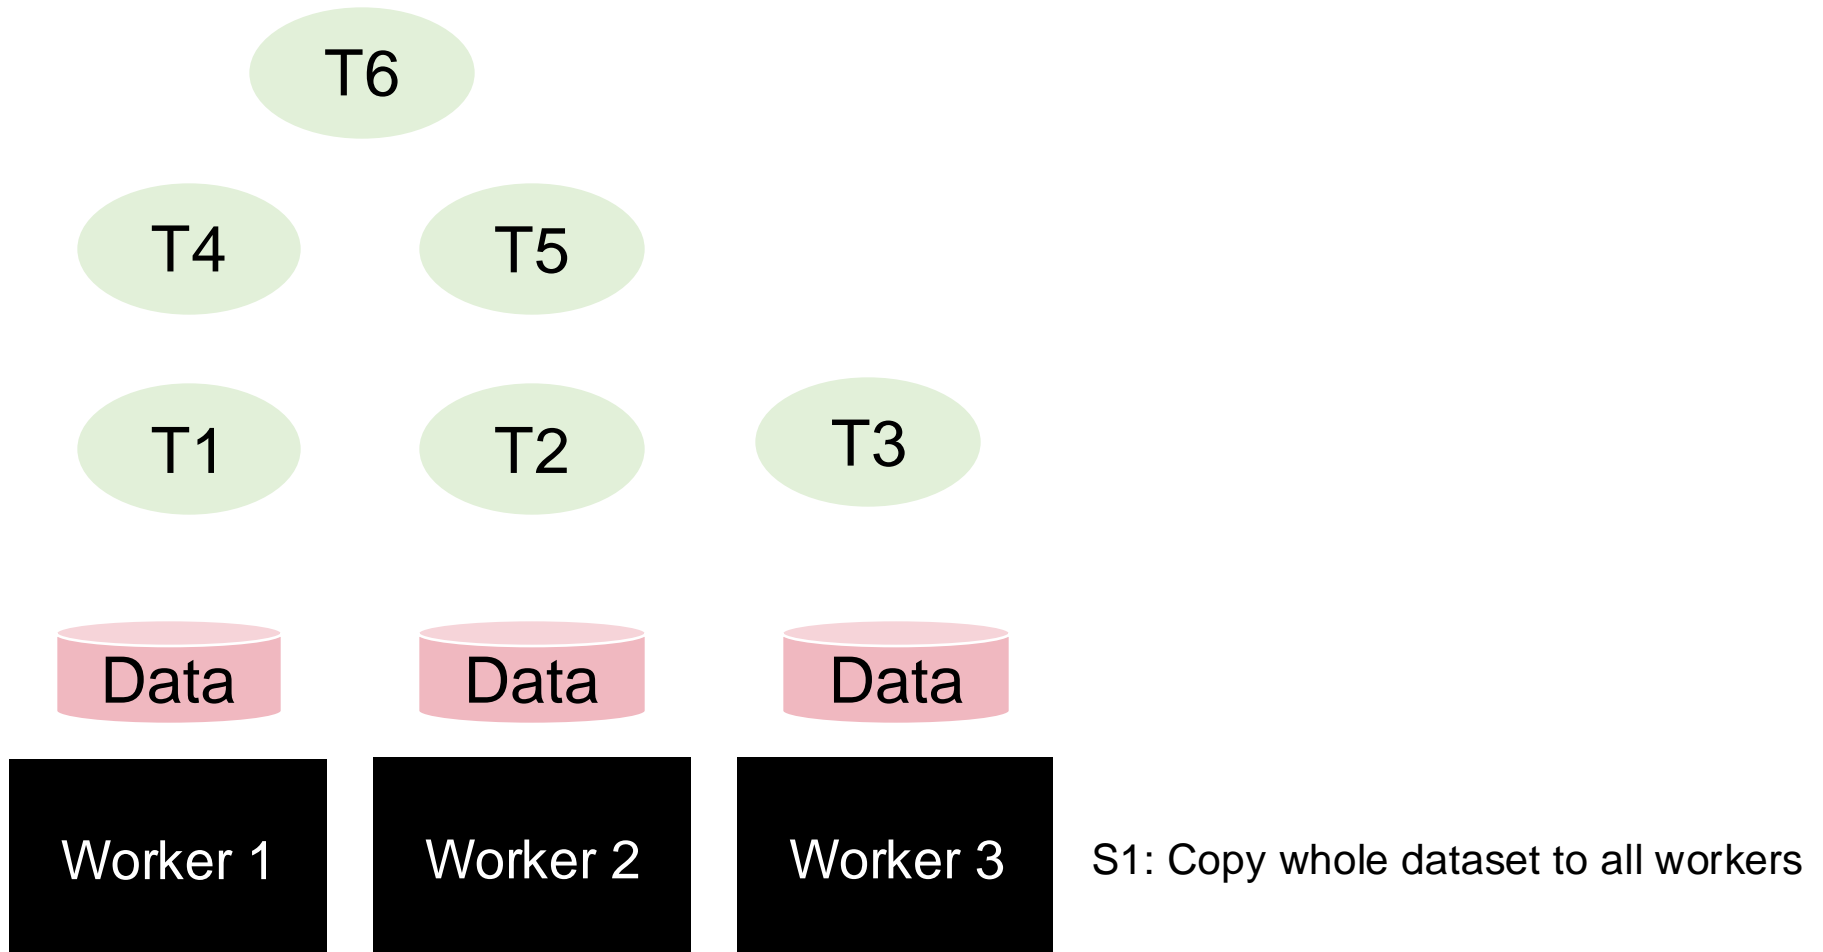 T6
T4
T5
T1
T2
T3
Data
Data
Data
Worker 1
Worker 2
Worker 3
S1: Copy whole dataset to all workers